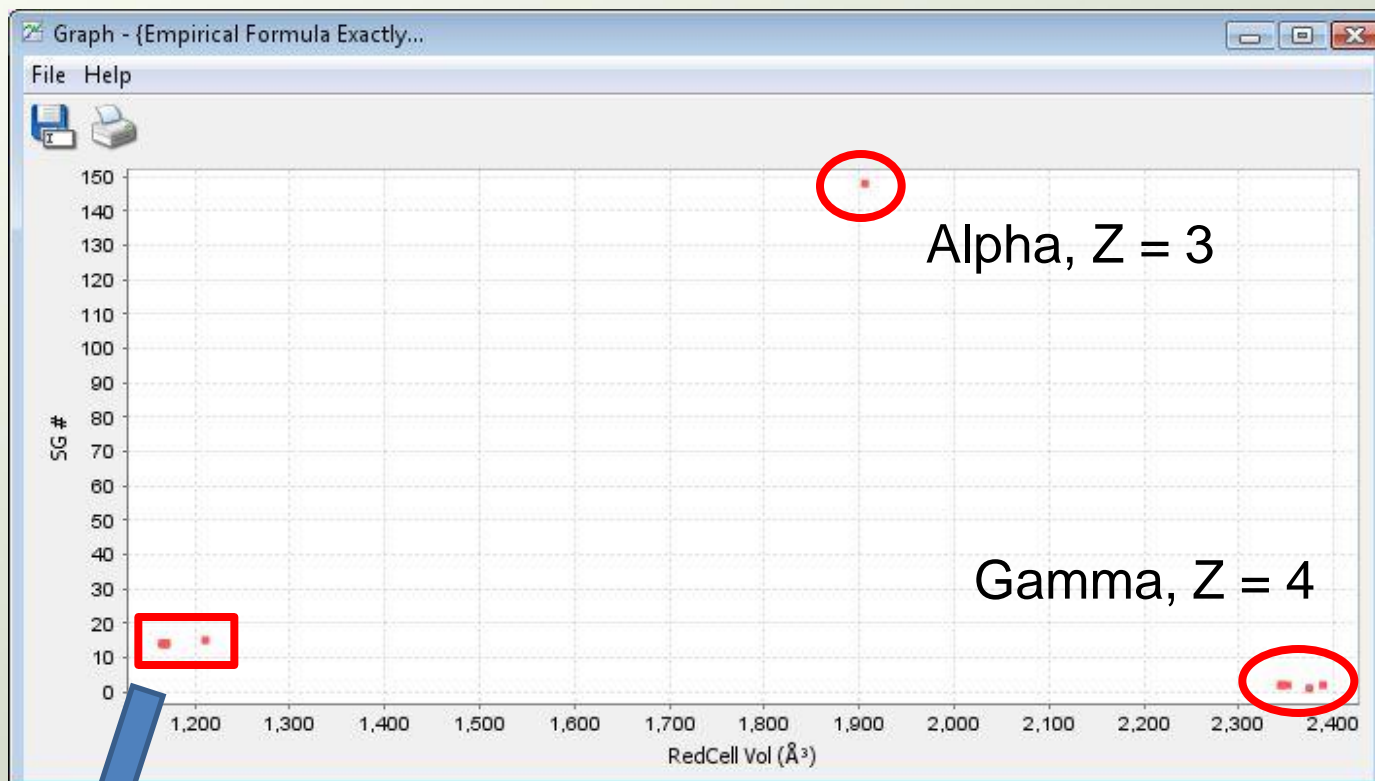 Graph - {Empirical Formula Exactly...
File Help
150
140
130
120
110
100
90
80
70
60
50
40
30
20
10
0
SG #
Alpha, Z = 3
Gamma, Z = 4
1,200 1,300 1,400 1,500 1,600 1,700 1,800 1,900 2,000 2,100 2,200 2,300 2,400
RedCell Vol (Å³)